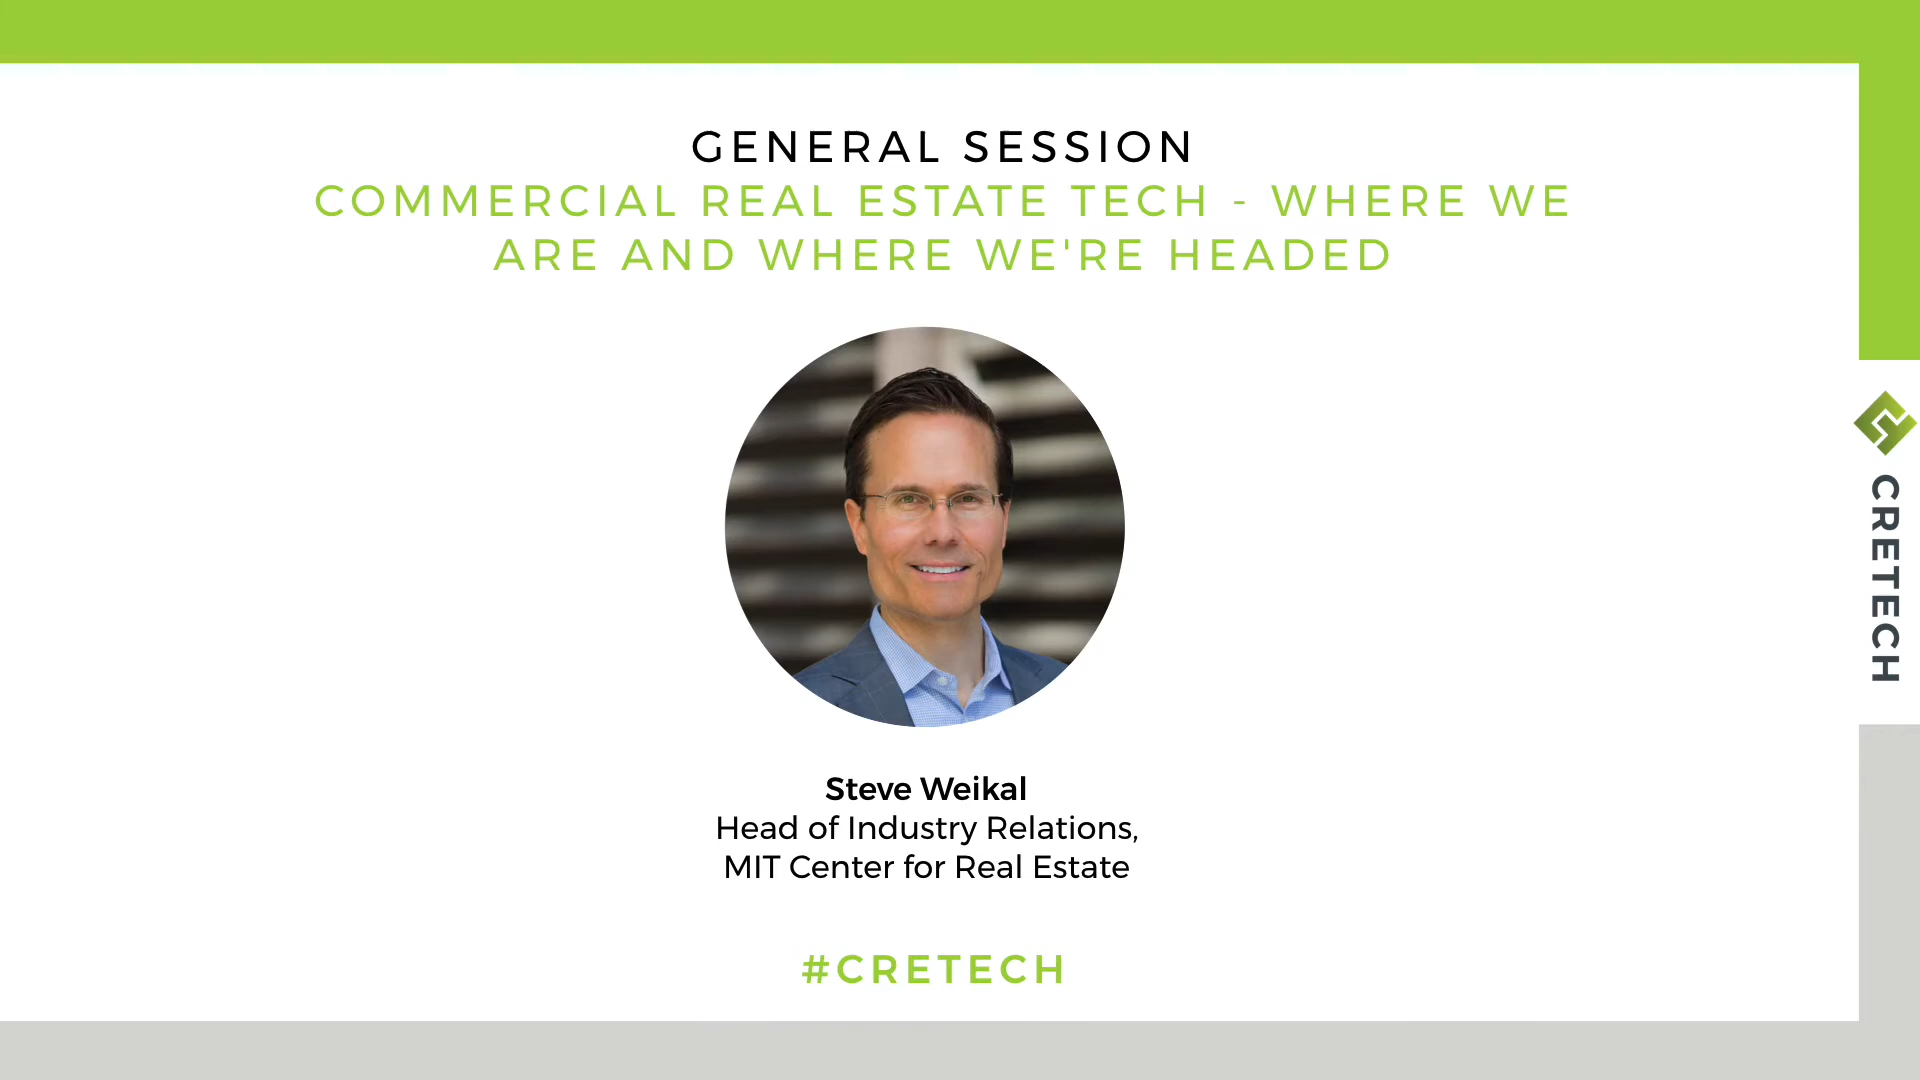 GENERAL SESSION
COMMERCIAL REAL ESTATE TECH - WHERE WE
ARE AND WHERE WE'RE HEADED
CRETECH
Steve Weikal
Head of Industry Relations,
MIT Center for Real Estate
#CRETECH